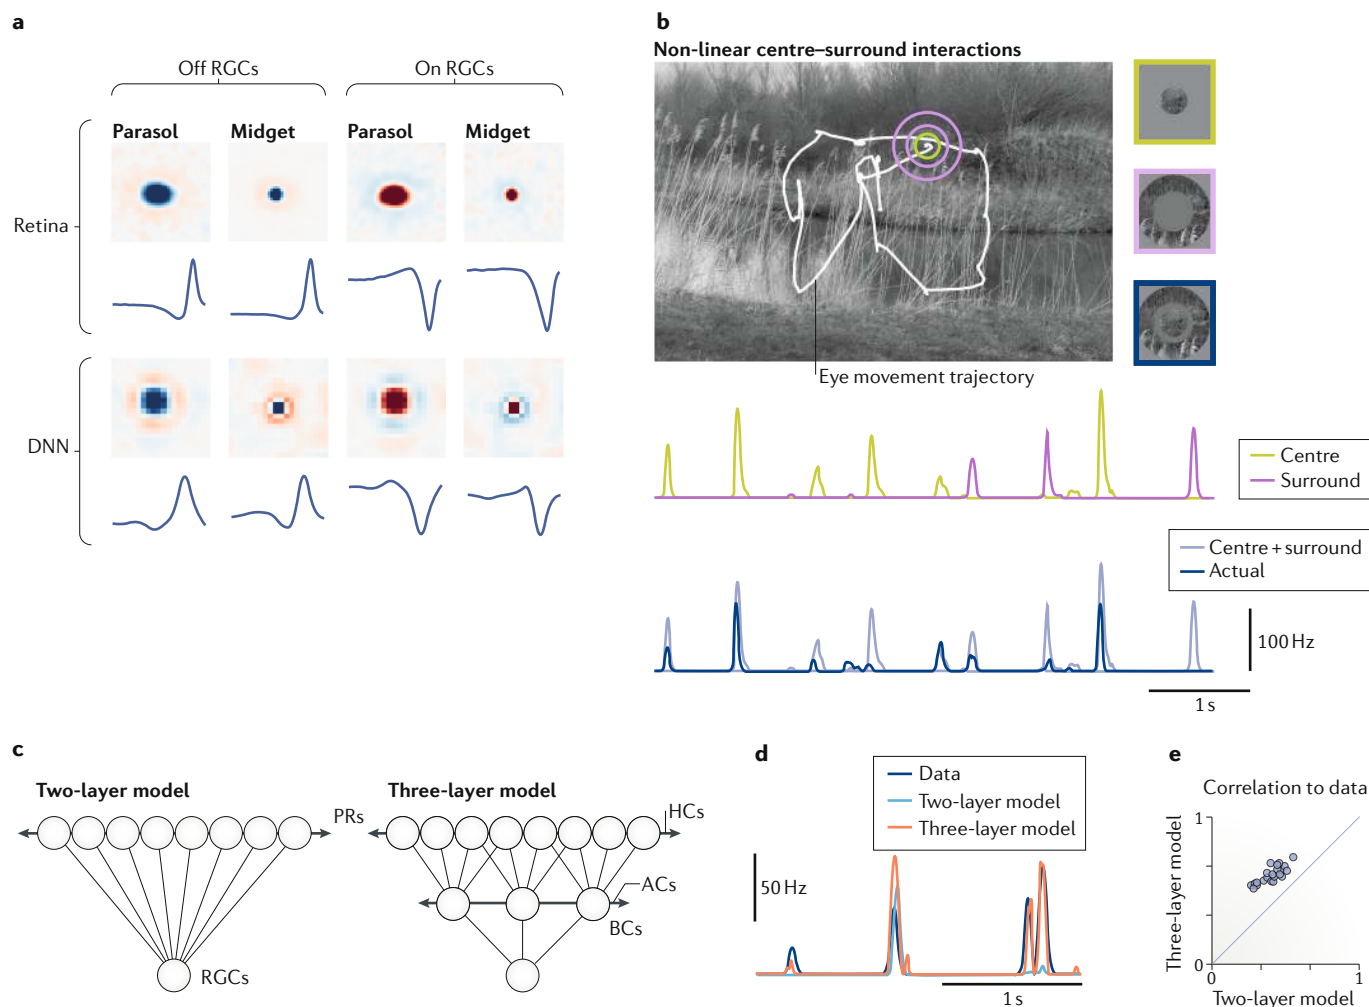 a
Off RGCs
On RGCs
Parasol
Midget
Parasol
Midget
Retina
DNN
b
Non-linear centre–surround interactions
Eye movement trajectory
Centre
Surround
Centre + surround
Actual
100 Hz
1 s
c
Two-layer model
PRs
RGCs
Three-layer model
HCs
ACs
BCs
d
Data
Two-layer model
Three-layer model
50 Hz
1 s
e
Correlation to data
Three-layer model
1
0
0
1
Two-layer model